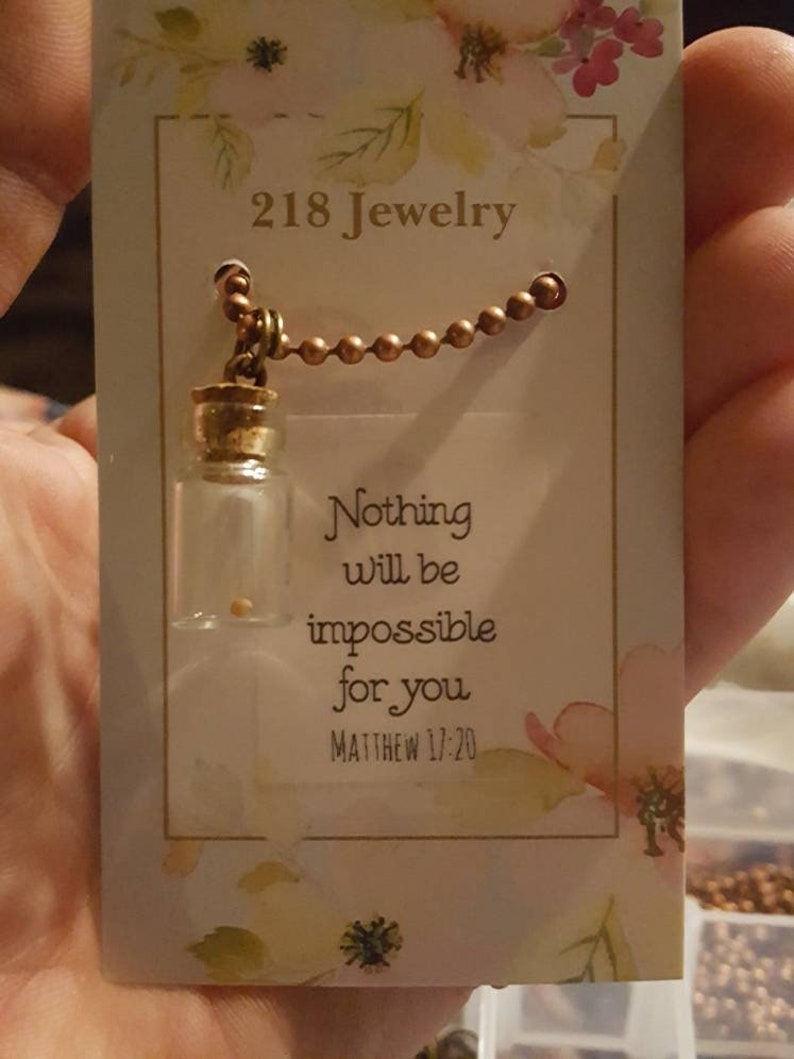 218 Jewelry
Nothing
will be
impossible
for you
Matthew 17:20